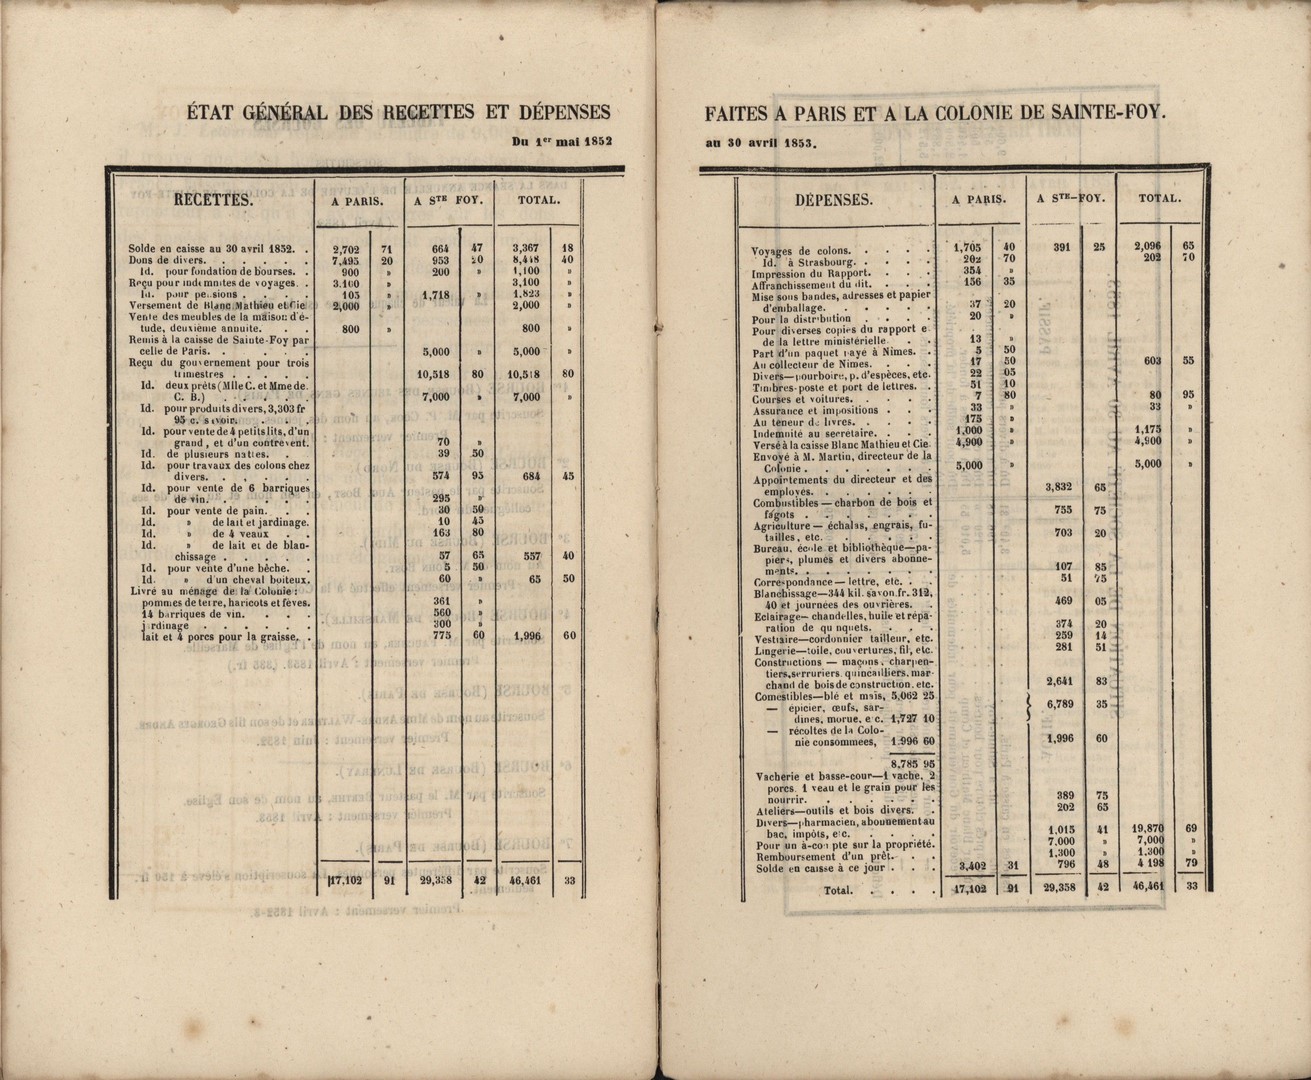 ÉTAT GÉNÉRAL DES RECETTES ET DÉPENSES
Du 1er mai 1852
RECETTES. A PARIS. A STE FOY. TOTAL.
Solde en caisse au 30 avril 1852. . 2,702 71 664 47 3,367 18
Dons de divers. . . . . . 7,495 20 953 20 8,448 40
Id. pour fondation de bourses. . 900 » 200 » 1,100 »
Reçu pour indemnites de voyages. . 3.100 » 3,100 »
Id. pour pensions . . . . 105 » 1,718 » 1,823 »
Versement de Blanc Mathieu et Cie 2,000 » 2,000 »
Vente des meubles de la maison d'é-
tude, deuxième annuite. . . 800 » 800 »
Remis à la caisse de Sainte-Foy par
celle de Paris. . . . . 5,000 » 5,000 »
Reçu du gouvernement pour trois
trimestres . . . . . 10,518 80 10,518 80
Id. deux prêts (Mlle C. et Mme de.
C. B.) . . . . . 7,000 » 7,000 »
Id. pour produits divers, 3,303 fr
95 c. savoir. . . .
Id. pour vente de 4 petits lits, d'un
grand, et d'un contrevent. 70 »
Id. de plusieurs nattes. . 39 50
Id. pour travaux des colons chez
divers. . . . . . 574 95 684 45
Id. pour vente de 6 barriques
de vin. . . . . 295 »
Id. pour vente de pain. . . 30 50
Id. » de lait et jardinage. 10 45
Id. » de 4 veaux . . 163 80
Id. » de lait et de blan-
chissage . . . . . 57 65 557 40
Id. pour vente d'une bêche. . 5 50
Id. » d'un cheval boiteux. 60 » 65 50
Livré au ménage de la Colonie :
pommes de terre, haricots et féves. 361 »
14 barriques de vin. . . . 560 »
jardinage . . . . . 300 »
lait et 4 porcs pour la graisse. . 775 60 1,996 60
17,102 91 29,358 42 46,461 33
FAITES A PARIS ET A LA COLONIE DE SAINTE-FOY.
au 30 avril 1853.
DÉPENSES. A PARIS. A STE-FOY. TOTAL.
Voyages de colons. . . . . 1,705 40 391 25 2,096 65
Id. à Strasbourg. . . . . 202 70 202 70
Impression du Rapport. . . . 354 »
Affranchissement du dit. . . . 156 35
Mise sous bandes, adresses et papier
d'emballage. . . . . . 37 20
Pour la distribution . . . . 20 »
Pour diverses copies du rapport e
de la lettre ministérielle . . 13 »
Part d'un paquet payé à Nimes. . 5 50
Au collecteur de Nimes. . . . 17 50 603 55
Divers—pourboire, p. d'espèces, etc. 22 05
Timbres-poste et port de lettres. . 51 10
Courses et voitures. . . . . 7 80 80 95
Assurance et impositions . . . 33 » 33 »
Au teneur de livres. . . . . 175 »
Indemnité au secrétaire. . . . 1,000 » 1,175 »
Versé à la caisse Blanc Mathieu et Cie. 4,900 » 4,900 »
Envoyé à M. Martin, directeur de la
Colonie . . . . . . . 5,000 » 5,000 »
Appointements du directeur et des
employés. . . . . . . 3,832 65
Combustibles — charbon de bois et
fagots . . . . . . . 755 75
Agriculture — échalas, engrais, fu-
tailles, etc. . . . . . 703 20
Bureau, école et bibliothèque—pa-
piers, plumes et divers abonne-
ments. . . . . . . . 107 85
Correspondance — lettre, etc. . . 51 75
Blanchissage—344 kil. savon. fr. 312,
40 et journées des ouvrières. . 469 05
Eclairage— chandelles, huile et répa-
ration de quinquets. . . . 374 20
Vestiaire—cordonnier tailleur, etc. 259 14
Lingerie—toile, couvertures, fil, etc. 281 51
Constructions — maçons, charpen-
tiers, serruriers, quincailliers, mar-
chand de bois de construction, etc. 2,641 83
Comestibles—blé et maïs, 5,062 25
— épicier, œufs, sar-
dines, morue, etc. 1,727 10 6,789 35
— récoltes de la Colo-
nie consommees, 1 996 60 1,996 60
8,785 95
Vacherie et basse-cour—1 vache, 2
porcs, 1 veau et le grain pour les
nourrir. . . . . . . 389 75
Ateliers—outils et bois divers. . 202 65
Divers—pharmacien, abonnement au
bac, impôts, etc. . . . . 1,015 41 19,870 69
Pour un à-compte sur la propriété. 7,000 » 7,000 »
Remboursement d'un prêt. . . 1,300 » 1,300 »
Solde en caisse à ce jour . . . 3,402 31 796 48 4 198 79
Total. . . . . 17,102 91 29,358 42 46,461 33